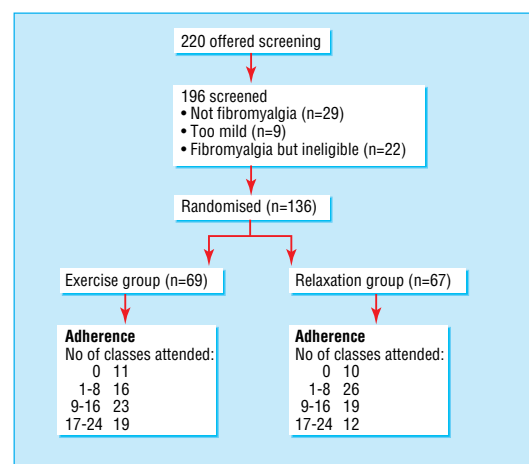 220 offered screening
196 screened
• Not fibromyalgia (n=29)
• Too mild (n=9)
• Fibromyalgia but ineligible (n=22)
Randomised (n=136)
Exercise group (n=69)
Relaxation group (n=67)
Adherence
No of classes attended:
0 11
1-8 16
9-16 23
17-24 19
Adherence
No of classes attended:
0 10
1-8 26
9-16 19
17-24 12